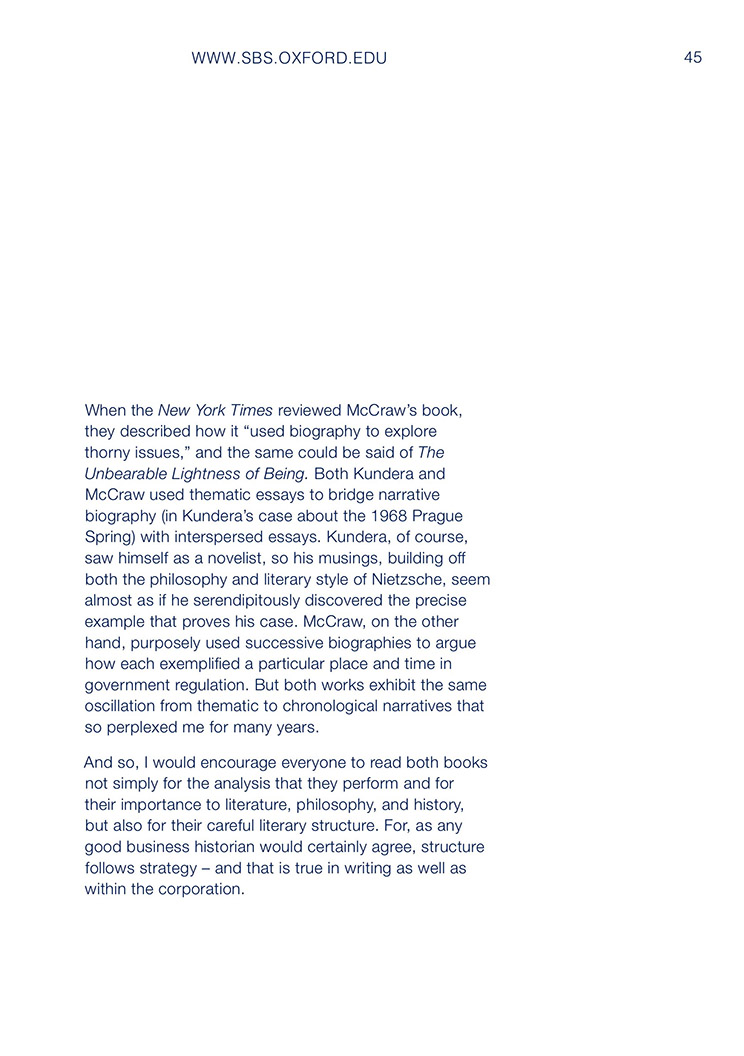 WWW.SBS.OXFORD.EDU 45
When the New York Times reviewed McCraw’s book,
they described how it “used biography to explore
thorny issues,” and the same could be said of The
Unbearable Lightness of Being. Both Kundera and
McCraw used thematic essays to bridge narrative
biography (in Kundera’s case about the 1968 Prague
Spring) with interspersed essays. Kundera, of course,
saw himself as a novelist, so his musings, building off
both the philosophy and literary style of Nietzsche, seem
almost as if he serendipitously discovered the precise
example that proves his case. McCraw, on the other
hand, purposely used successive biographies to argue
how each exemplified a particular place and time in
government regulation. But both works exhibit the same
oscillation from thematic to chronological narratives that
so perplexed me for many years.
And so, I would encourage everyone to read both books
not simply for the analysis that they perform and for
their importance to literature, philosophy, and history,
but also for their careful literary structure. For, as any
good business historian would certainly agree, structure
follows strategy – and that is true in writing as well as
within the corporation.